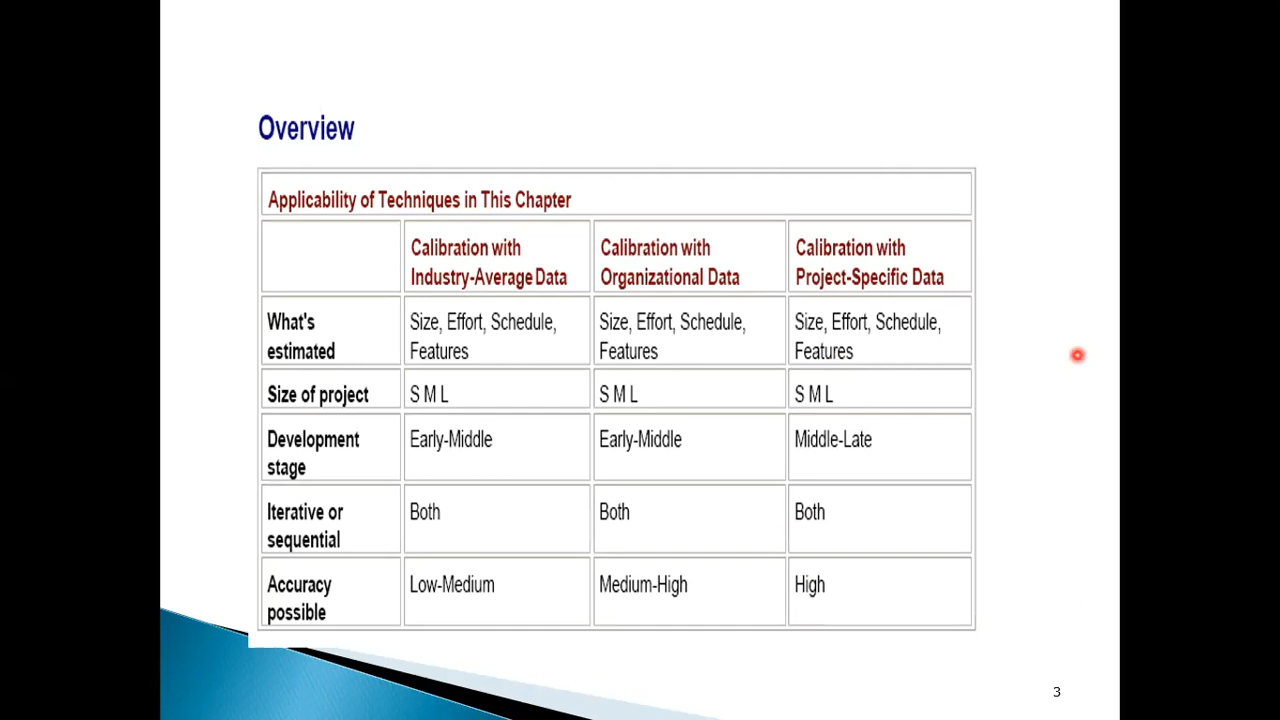 Overview
Applicability of Techniques in This Chapter
Calibration with
Industry-Average Data
Calibration with
Organizational Data
Calibration with
Project-Specific Data
What's
estimated
Size, Effort, Schedule,
Features
Size, Effort, Schedule,
Features
Size, Effort, Schedule,
Features
Size of project
S M L
S M L
S M L
Development
stage
Early-Middle
Early-Middle
Middle-Late
Iterative or
sequential
Both
Both
Both
Accuracy
possible
Low-Medium
Medium-High
High
3